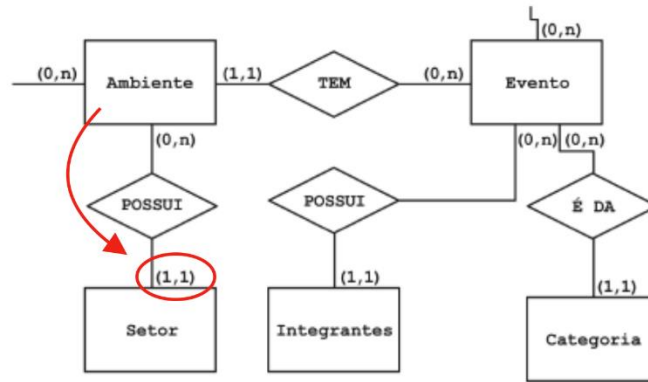 (0,n)
(0,n) Ambiente (1,1) TEM (0,n) Evento
(0,n) (0,n) (0,n)
POSSUI POSSUI É DA
(1,1) (1,1) (1,1)
Setor Integrantes Categoria